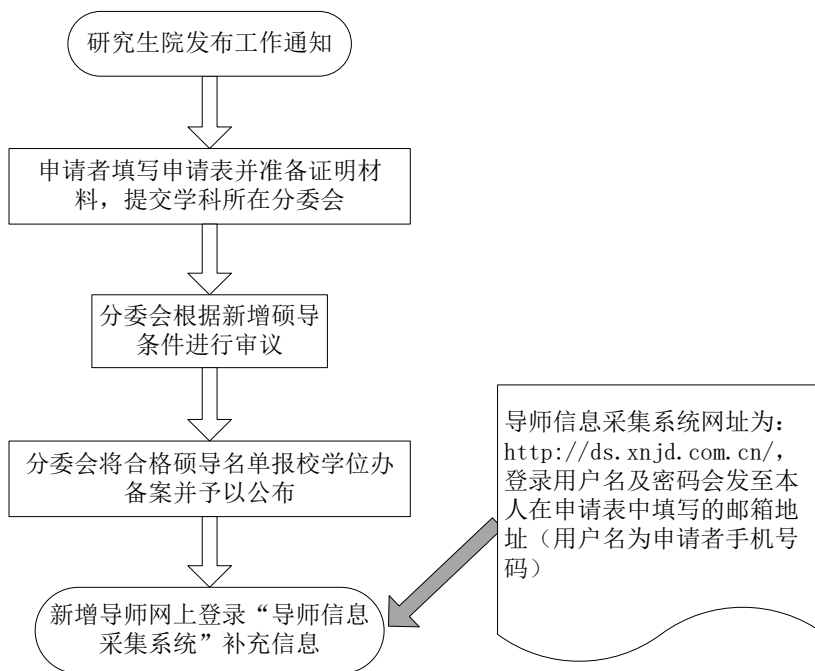 研究生院发布工作通知
申请者填写申请表并准备证明材
料，提交学科所在分委会
分委会根据新增硕导
条件进行审议
分委会将合格硕导名单报校学位办
备案并予以公布
新增导师网上登录“导师信息
采集系统”补充信息
导师信息采集系统网址为：
http://ds.xnjd.com.cn/，
登录用户名及密码会发至本
人在申请表中填写的邮箱地
址（用户名为申请者手机号
码）